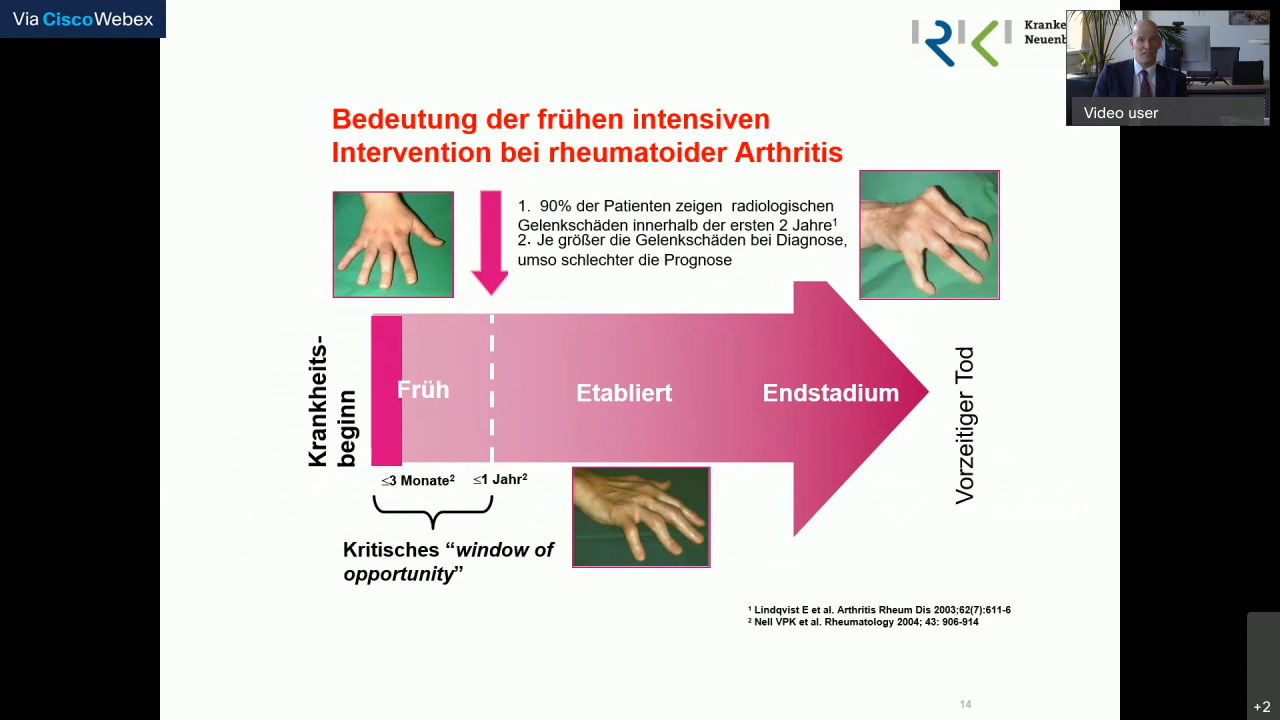 Via Cisco Webex
Kranke
Neuenb
Video user
Bedeutung der frühen intensiven
Intervention bei rheumatoider Arthritis
1. 90% der Patienten zeigen radiologischen
Gelenkschäden innerhalb der ersten 2 Jahre¹
2. Je größer die Gelenkschäden bei Diagnose,
umso schlechter die Prognose
Krankheits-
beginn
Früh
Etabliert
Endstadium
Vorzeitiger Tod
≤3 Monate² ≤1 Jahr²
Kritisches “window of
opportunity”
¹ Lindqvist E et al. Arthritis Rheum Dis 2003;62(7):611-6
² Nell VPK et al. Rheumatology 2004; 43: 906-914
14
+2